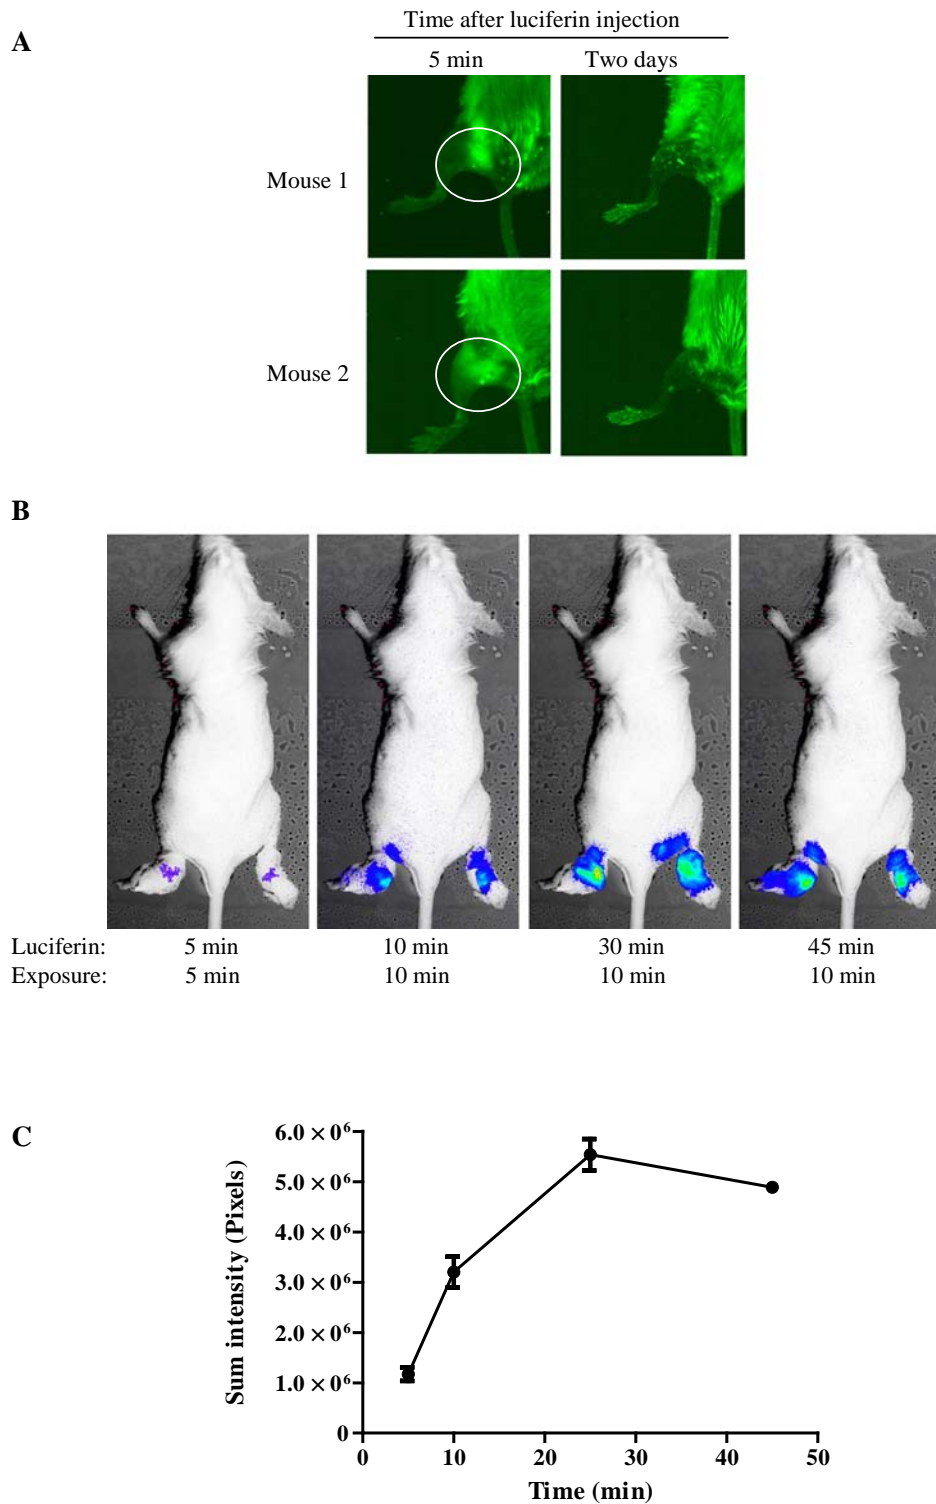 A
Time after luciferin injection
5 min Two days
Mouse 1
Mouse 2
B
Luciferin: 5 min 10 min 30 min 45 min
Exposure: 5 min 10 min 10 min 10 min
C
Sum intensity (Pixels)
6.0 × 0⁶
5.0 × 0⁶
4.0 × 0⁶
3.0 × 0⁶
2.0 × 0⁶
1.0 × 0⁶
0
0 10 20 30 40 50
Time (min)